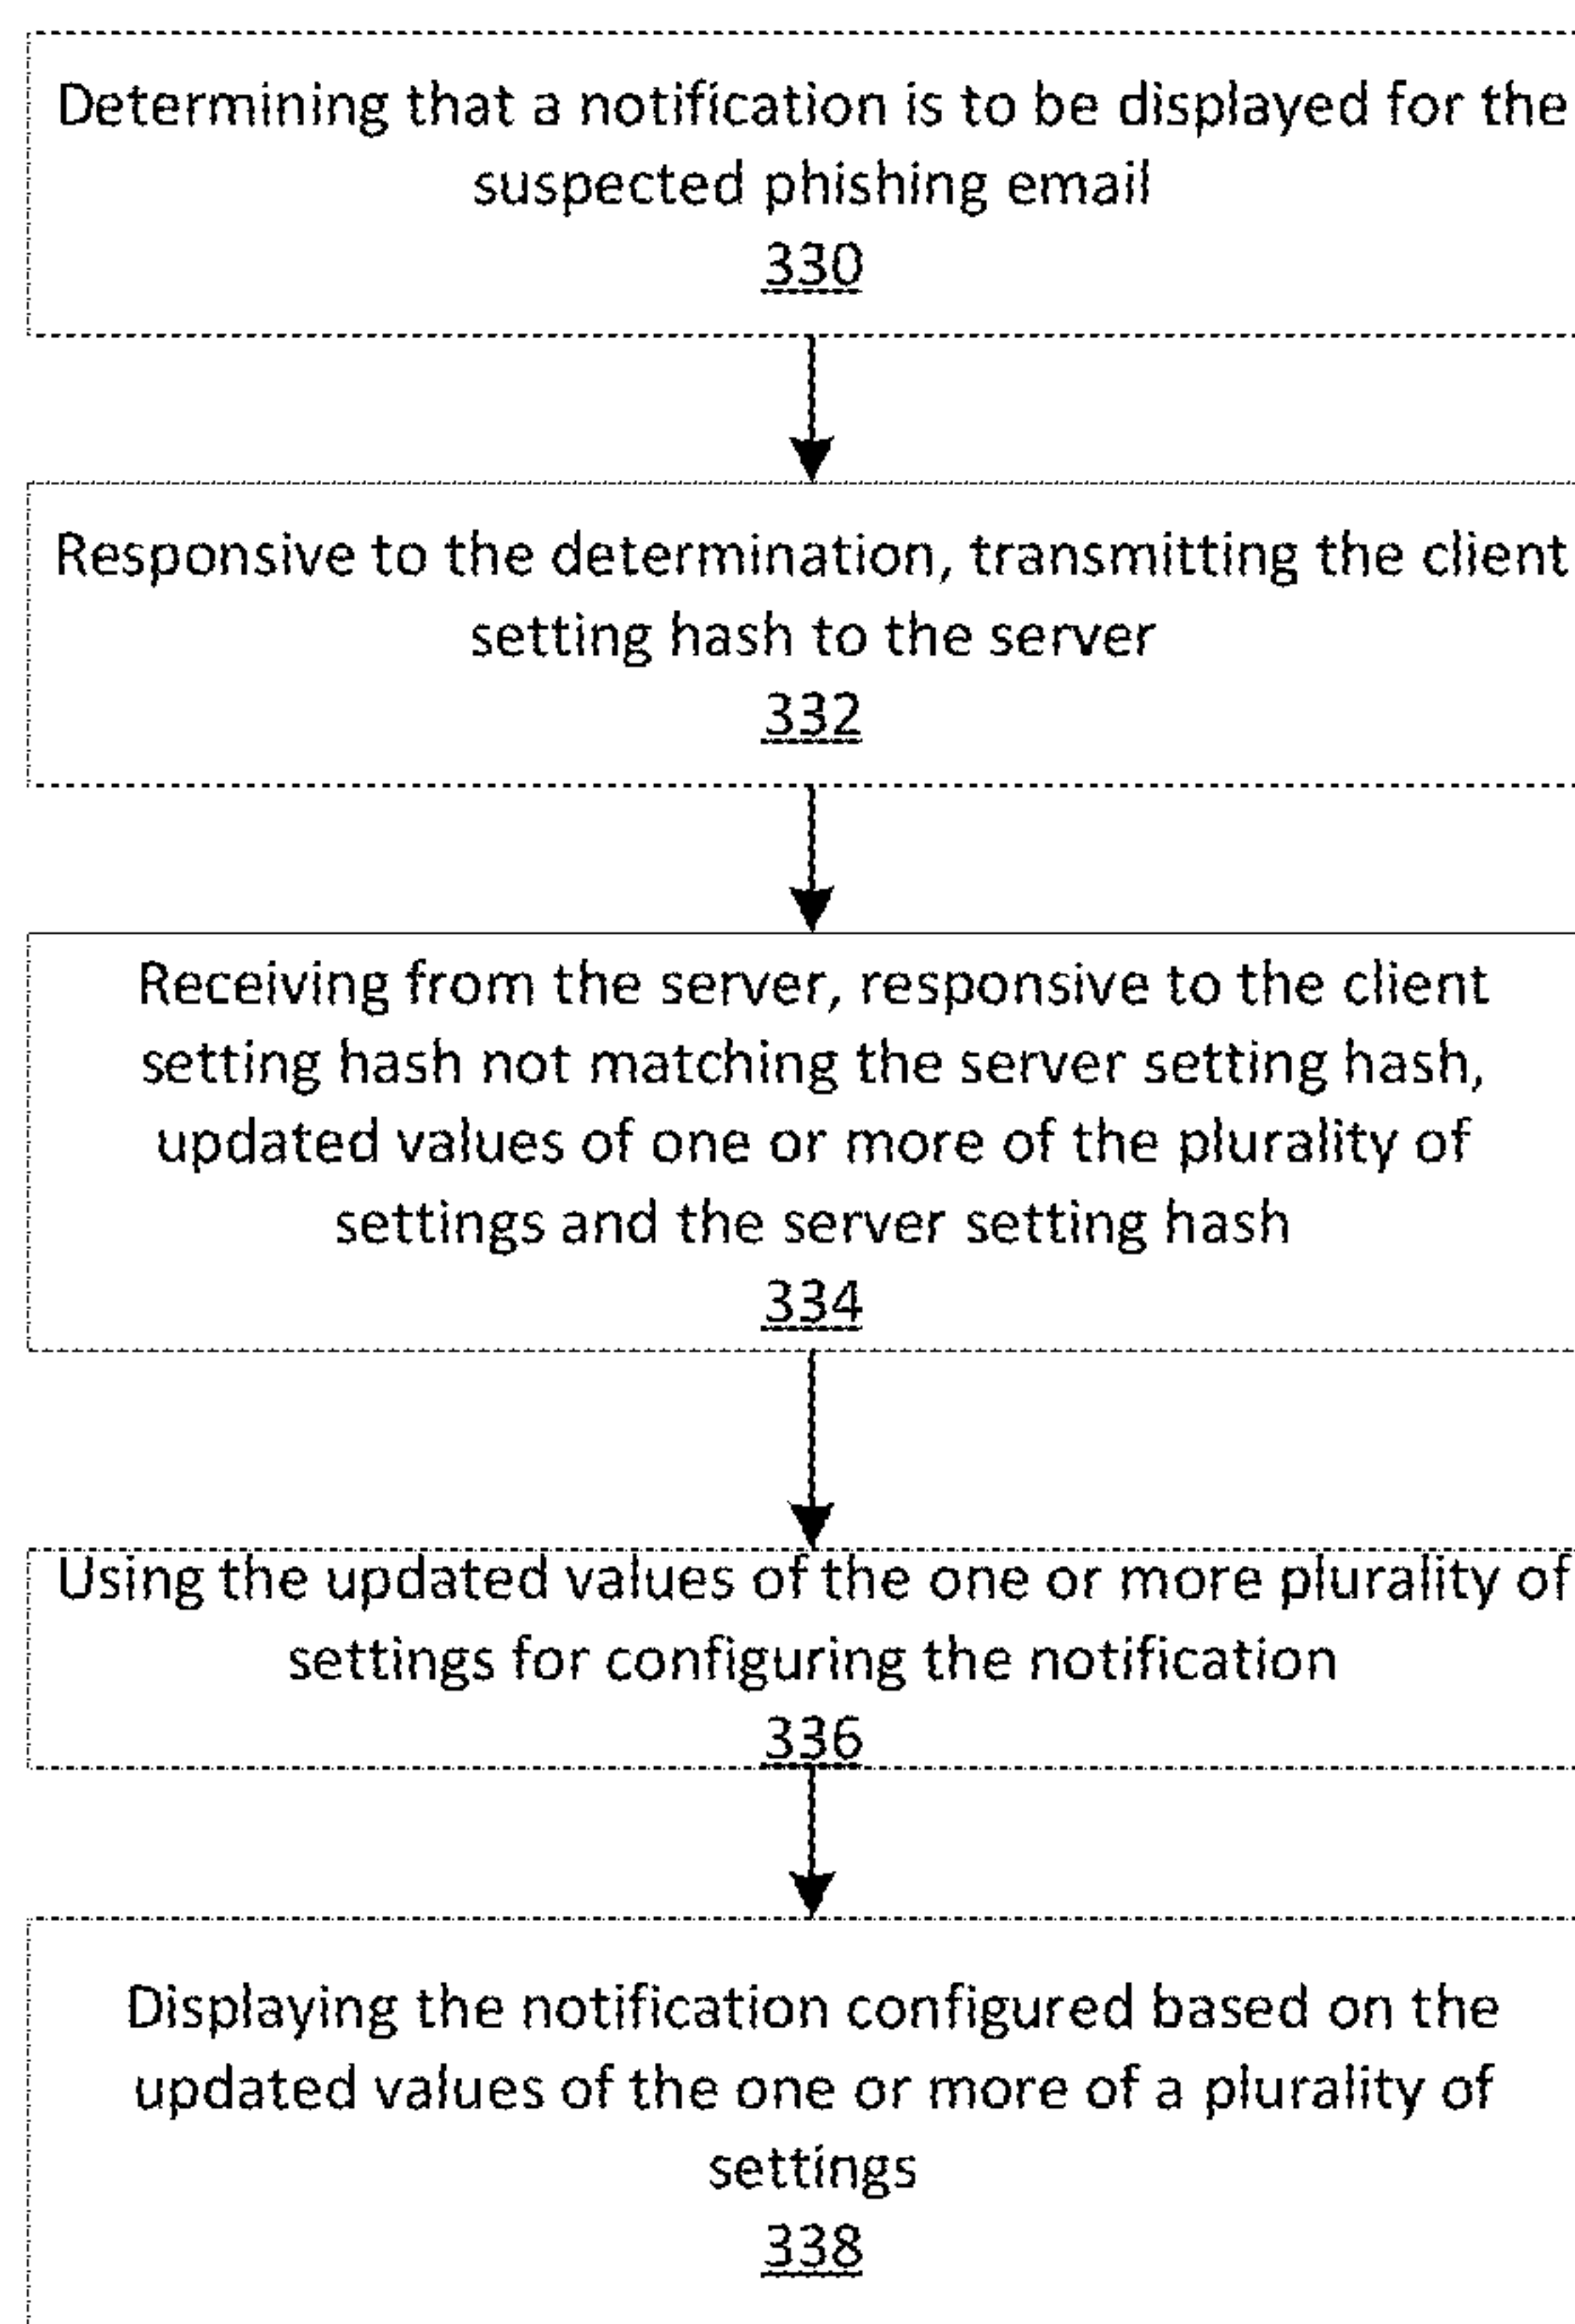 Determining that a notification is to be displayed for the
suspected phishing email
330
Responsive to the determination, transmitting the client
setting hash to the server
332
Receiving from the server, responsive to the client
setting hash not matching the server setting hash,
updated values of one or more of the plurality of
settings and the server setting hash
334
Using the updated values of the one or more plurality of
settings for configuring the notification
336
Displaying the notification configured based on the
updated values of the one or more of a plurality of
settings
338